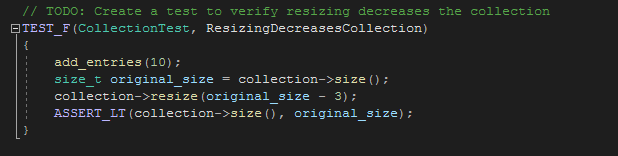 // TODO: Create a test to verify resizing decreases the collection
TEST_F(CollectionTest, ResizingDecreasesCollection)
{
add_entries(10);
size_t original_size = collection->size();
collection->resize(original_size - 3);
ASSERT_LT(collection->size(), original_size);
}